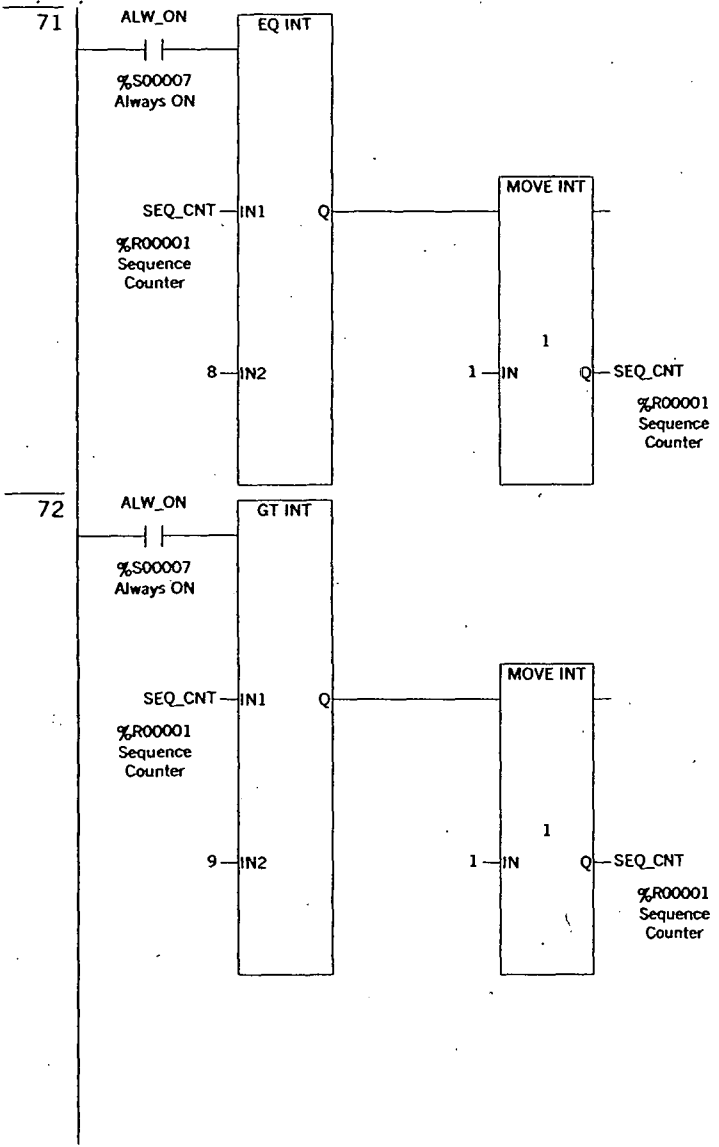 71
ALW_ON
EQ INT
%S00007
Always ON
MOVE INT
SEQ_CNT
IN1
Q
%R00001
Sequence
Counter
1
8
IN2
1
IN
Q
SEQ_CNT
%R00001
Sequence
Counter
72
ALW_ON
GT INT
%S00007
Always ON
MOVE INT
SEQ_CNT
IN1
Q
%R00001
Sequence
Counter
1
9
IN2
1
IN
Q
SEQ_CNT
%R00001
Sequence
Counter